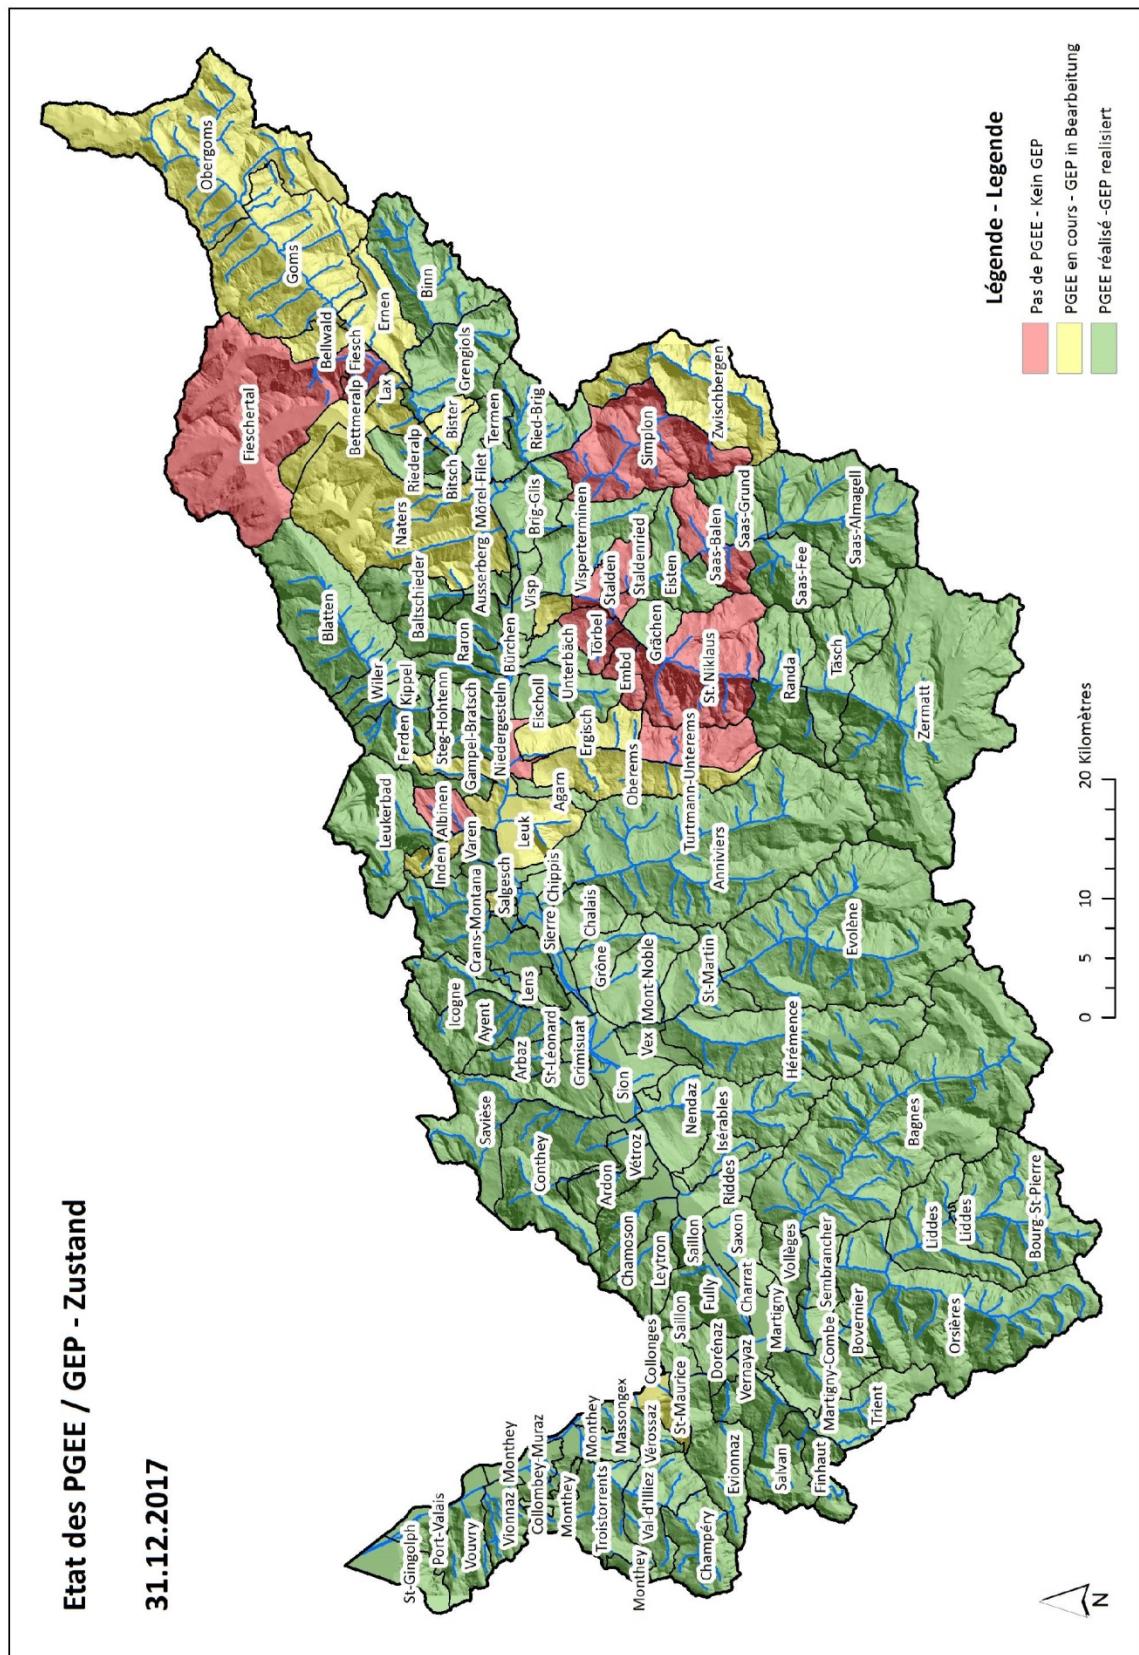 Etat des PGEE / GEP - Zustand
31.12.2017
Légende - Legende
Pas de PGEE - Kein GEP
PGEE en cours - GEP in Bearbeitung
PGEE réalisé -GEP realisiert
St-Gingolph
Port-Valais
Vouvry
Vionnaz
Monthey
Collombey-Muraz
Monthey
Monthey
Troistorrents
Massongex
Val-d'Illiez
Vérossaz
Monthey
Champéry
Collonges
St-Maurice
Saillon
Evionnaz
Dorénaz
Vernayaz
Salvan
Finhaut
Trient
Martigny-Combe
Bovernier
Martigny
Charrat
Fully
Saillon
Leytron
Chamoson
Saxon
Vollèges
Sembrancher
Orsières
Liddes
Liddes
Bourg-St-Pierre
Bagnes
Riddes
Isérables
Nendaz
Ardon
Vétroz
Conthey
Savièse
Sion
Arbaz
St-Léonard
Grimisuat
Ayent
Icogne
Lens
Vex
Hérémence
Evolène
St-Martin
Mont-Noble
Grône
Chalais
Sierre
Chippis
Crans-Montana
Salgesch
Varen
Inden
Albinen
Leukerbad
Leuk
Agarn
Anniviers
Turtmann-Unterems
Oberems
Ergisch
Niedergesteln
Gampel-Bratsch
Steg-Hohtenn
Ferden
Kippel
Wiler
Blatten
Eischoll
Unterbäch
Bürchen
Raron
Baltschieder
Ausserberg
Visp
Törbel
Embd
Grächen
St. Niklaus
Randa
Täsch
Zermatt
Stalden
Staldenried
Visperterminen
Eisten
Saas-Balen
Saas-Grund
Saas-Fee
Saas-Almagell
Brig-Glis
Ried-Brig
Termen
Simplon
Zwischbergen
Naters
Bitsch
Mörel-Filet
Riederalp
Bister
Grengiols
Bettmeralp
Lax
Fiesch
Fieschertal
Bellwald
Ernen
Binn
Goms
Obergoms
0 5 10 20 Kilomètres
N